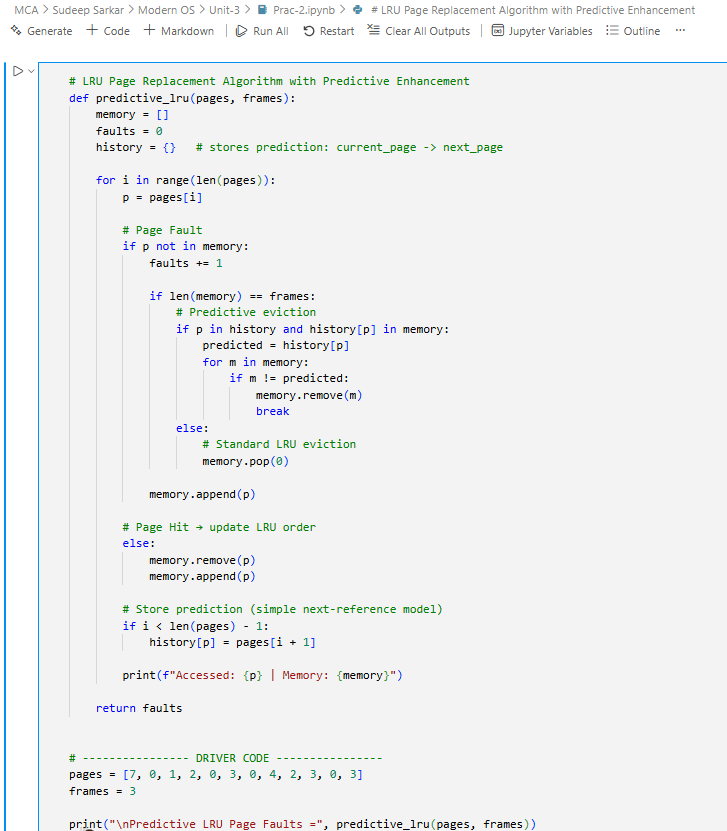 MCA > Sudeep Sarkar > Modern OS > Unit-3 > Prac-2.ipynb > # LRU Page Replacement Algorithm with Predictive Enhancement
Generate + Code + Markdown | Run All Restart Clear All Outputs | Jupyter Variables Outline ...
# LRU Page Replacement Algorithm with Predictive Enhancement
def predictive_lru(pages, frames):
    memory = []
    faults = 0
    history = {}   # stores prediction: current_page -> next_page

    for i in range(len(pages)):
        p = pages[i]

        # Page Fault
        if p not in memory:
            faults += 1

            if len(memory) == frames:
                # Predictive eviction
                if p in history and history[p] in memory:
                    predicted = history[p]
                    for m in memory:
                        if m != predicted:
                            memory.remove(m)
                            break
                else:
                    # Standard LRU eviction
                    memory.pop(0)

            memory.append(p)

        # Page Hit → update LRU order
        else:
            memory.remove(p)
            memory.append(p)

        # Store prediction (simple next-reference model)
        if i < len(pages) - 1:
            history[p] = pages[i + 1]

        print(f"Accessed: {p} | Memory: {memory}")

    return faults


# ---------------- DRIVER CODE ----------------
pages = [7, 0, 1, 2, 0, 3, 0, 4, 2, 3, 0, 3]
frames = 3

print("\nPredictive LRU Page Faults =", predictive_lru(pages, frames))